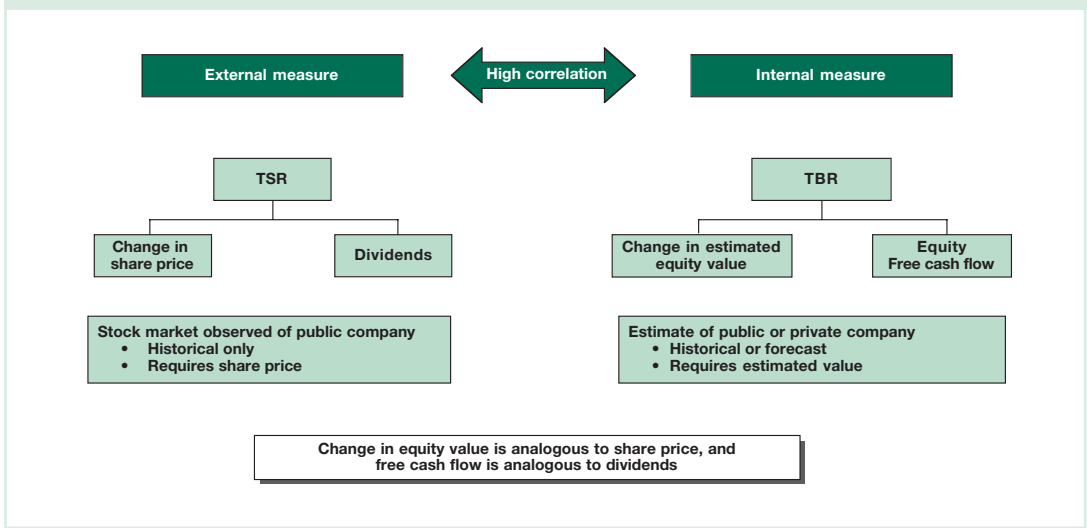 External measure
High correlation
Internal measure
TSR
Change in
share price
Dividends
TBR
Change in estimated
equity value
Equity
Free cash flow
Stock market observed of public company
• Historical only
• Requires share price
Estimate of public or private company
• Historical or forecast
• Requires estimated value
Change in equity value is analogous to share price, and
free cash flow is analogous to dividends